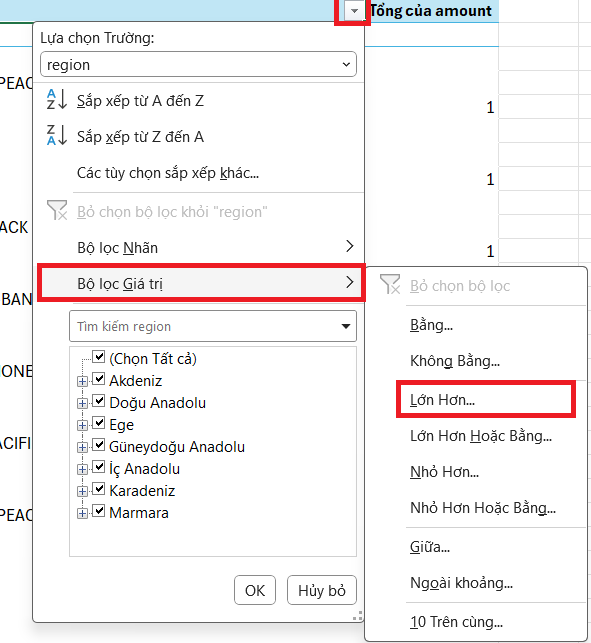 Tổng của amount
Lựa chọn Trường:
region
PEAC
Sắp xếp từ A đến Z
1
Sắp xếp từ Z đến A
Các tùy chọn sắp xếp khác...
1
Bỏ chọn bộ lọc khỏi "region"
ACK
Bộ lọc Nhãn
1
Bộ lọc Giá trị
Bỏ chọn bộ lọc
BAN
Tìm kiếm region
Bằng...
(Chọn Tất cả)
Không Bằng...
HONE
Akdeniz
Doğu Anadolu
Lớn Hơn...
Ege
Lớn Hơn Hoặc Bằng...
ACIFI
Güneydoğu Anadolu
İç Anadolu
Nhỏ Hơn...
Karadeniz
Nhỏ Hơn Hoặc Bằng...
PEAC
Marmara
Giữa...
Ngoài khoảng...
OK
Hủy bỏ
10 Trên cùng...